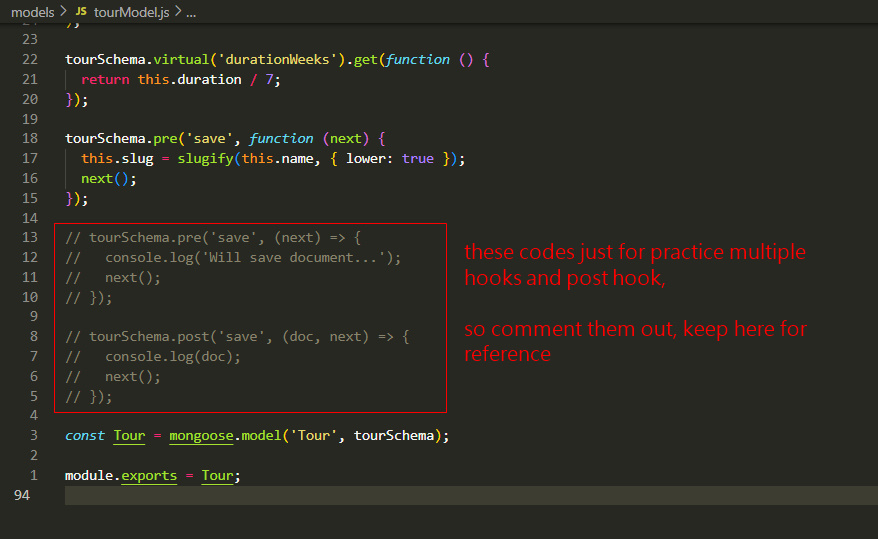 models > JS tourModel.js > ...
23
22 tourSchema.virtual('durationWeeks').get(function () {
21 return this.duration / 7;
20 });
19
18 tourSchema.pre('save', function (next) {
17 this.slug = slugify(this.name, { lower: true });
16 next();
15 });
14
13 // tourSchema.pre('save', (next) => {
12 //   console.log('Will save document...');
11 //   next();
10 // });
9
8 // tourSchema.post('save', (doc, next) => {
7 //   console.log(doc);
6 //   next();
5 // });
4
3 const Tour = mongoose.model('Tour', tourSchema);
2
1 module.exports = Tour;
94
these codes just for practice multiple
hooks and post hook,
so comment them out, keep here for
reference